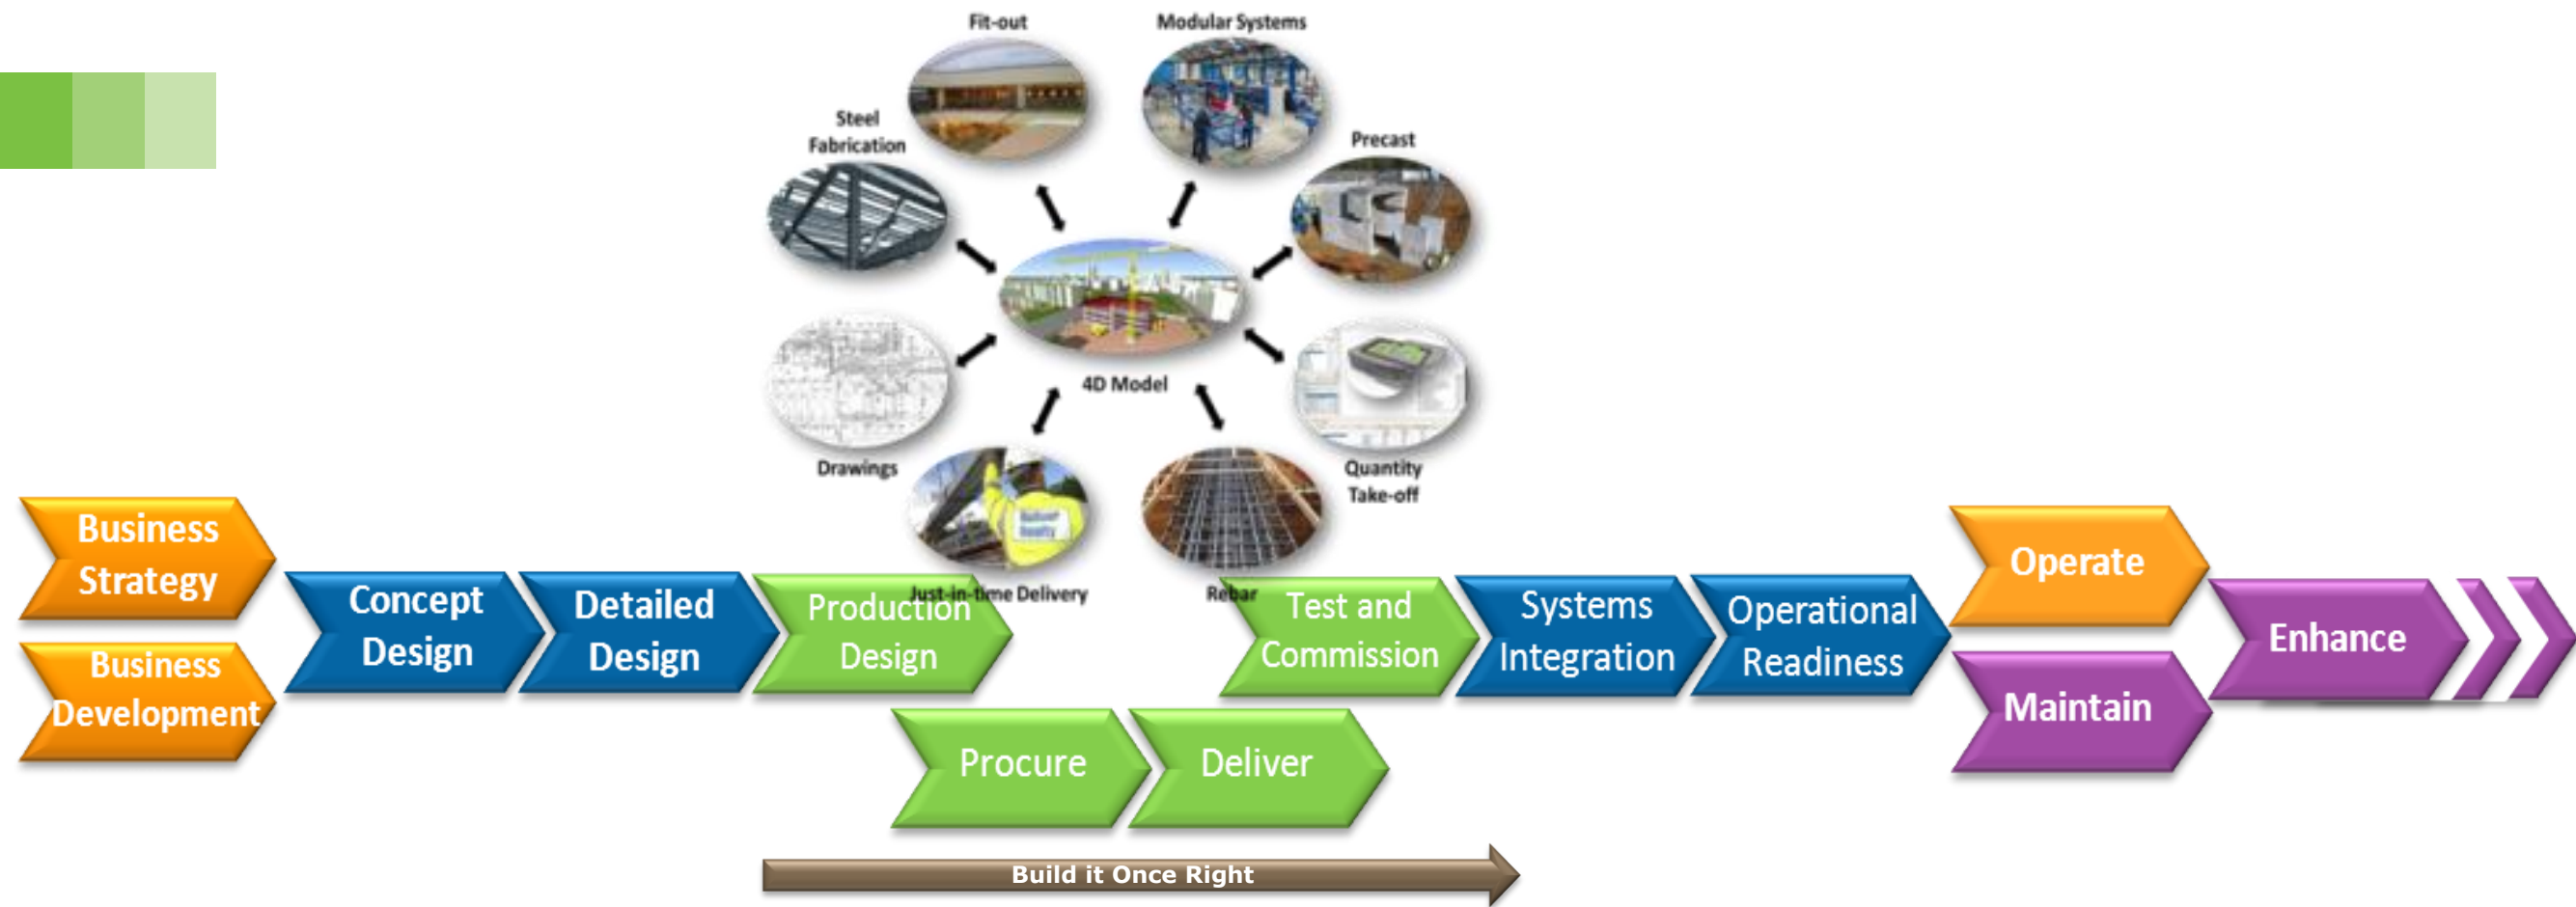 Fit-out
Modular Systems
Steel
Fabrication
Precast
4D Model
Drawings
Quantity
Take-off
Just-in-time Delivery
Rebar
Business
Strategy
Business
Development
Concept
Design
Detailed
Design
Production
Design
Procure
Deliver
Test and
Commission
Systems
Integration
Operational
Readiness
Operate
Maintain
Enhance
Build it Once Right